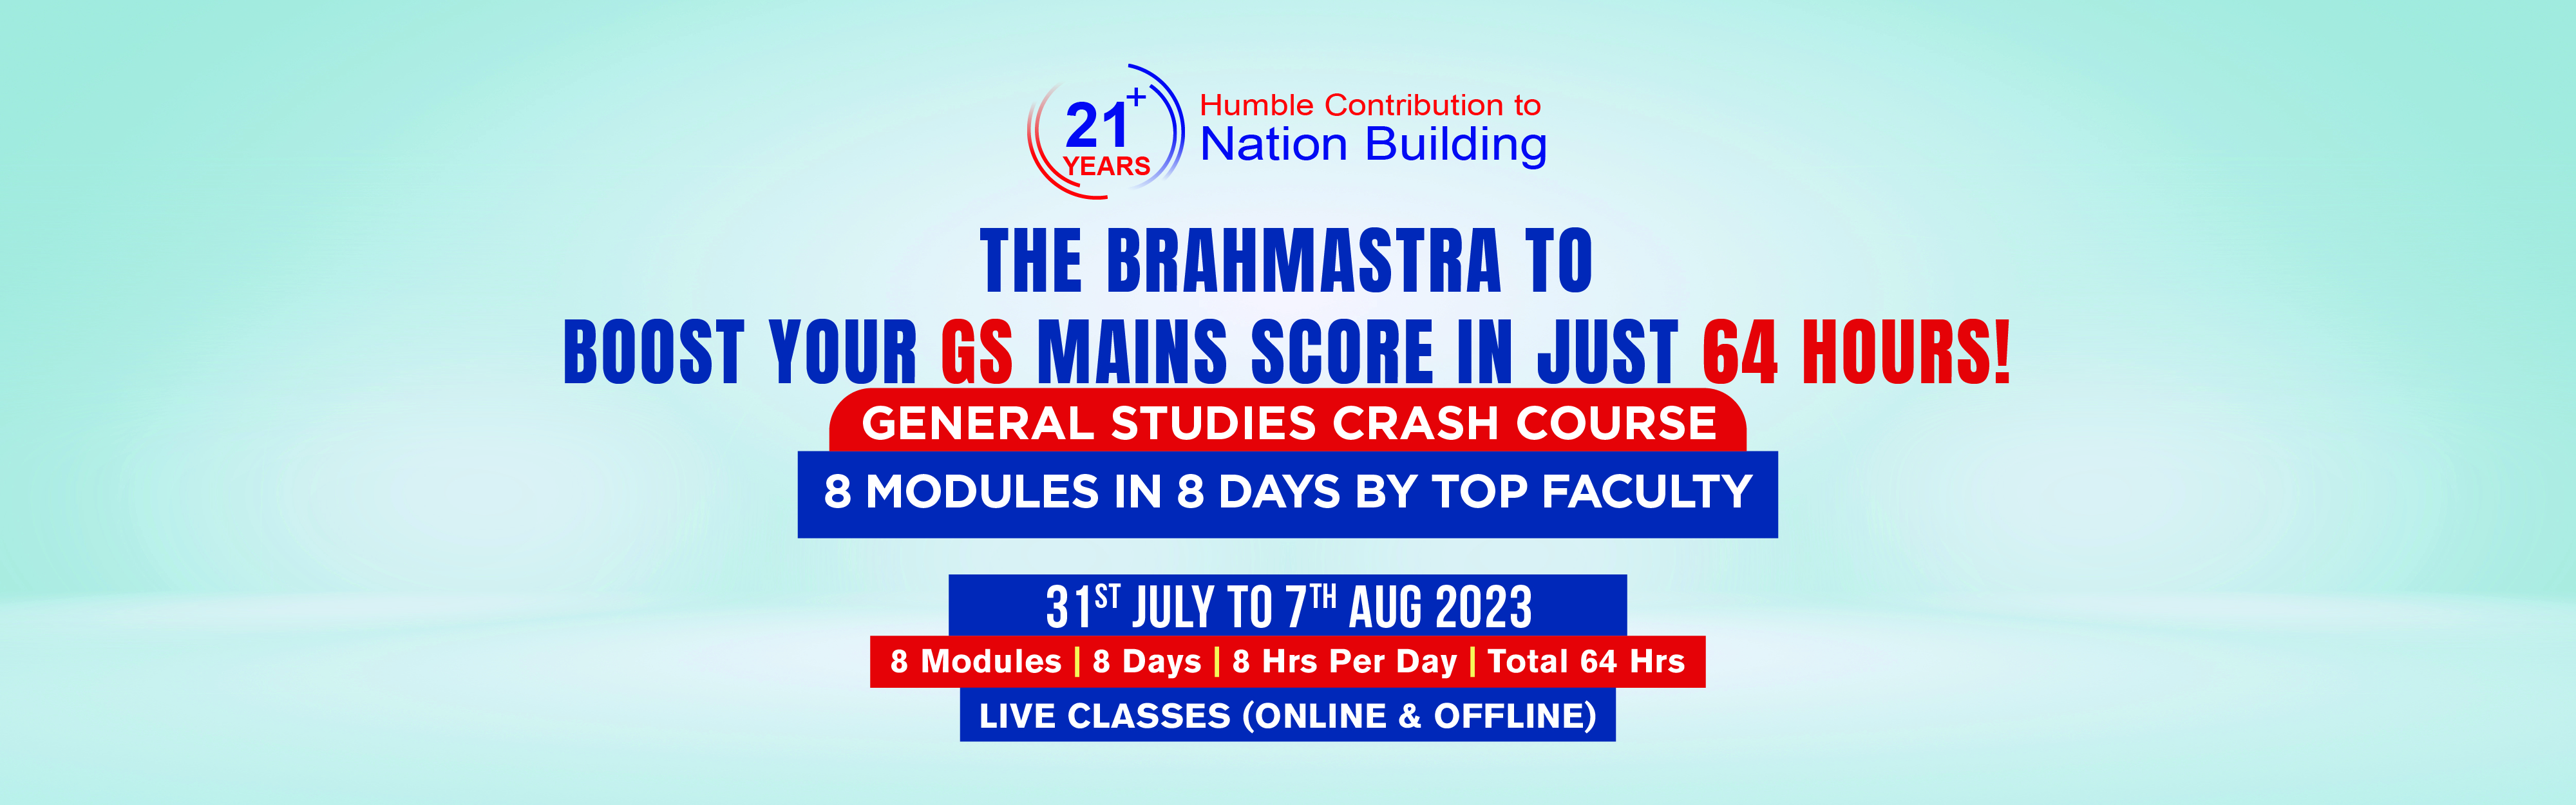 21+
YEARS
Humble Contribution to
Nation Building
THE BRAHMASTRA TO
BOOST YOUR GS MAINS SCORE IN JUST 64 HOURS!
GENERAL STUDIES CRASH COURSE
8 MODULES IN 8 DAYS BY TOP FACULTY
31ST JULY TO 7TH AUG 2023
8 Modules | 8 Days | 8 Hrs Per Day | Total 64 Hrs
LIVE CLASSES (ONLINE & OFFLINE)